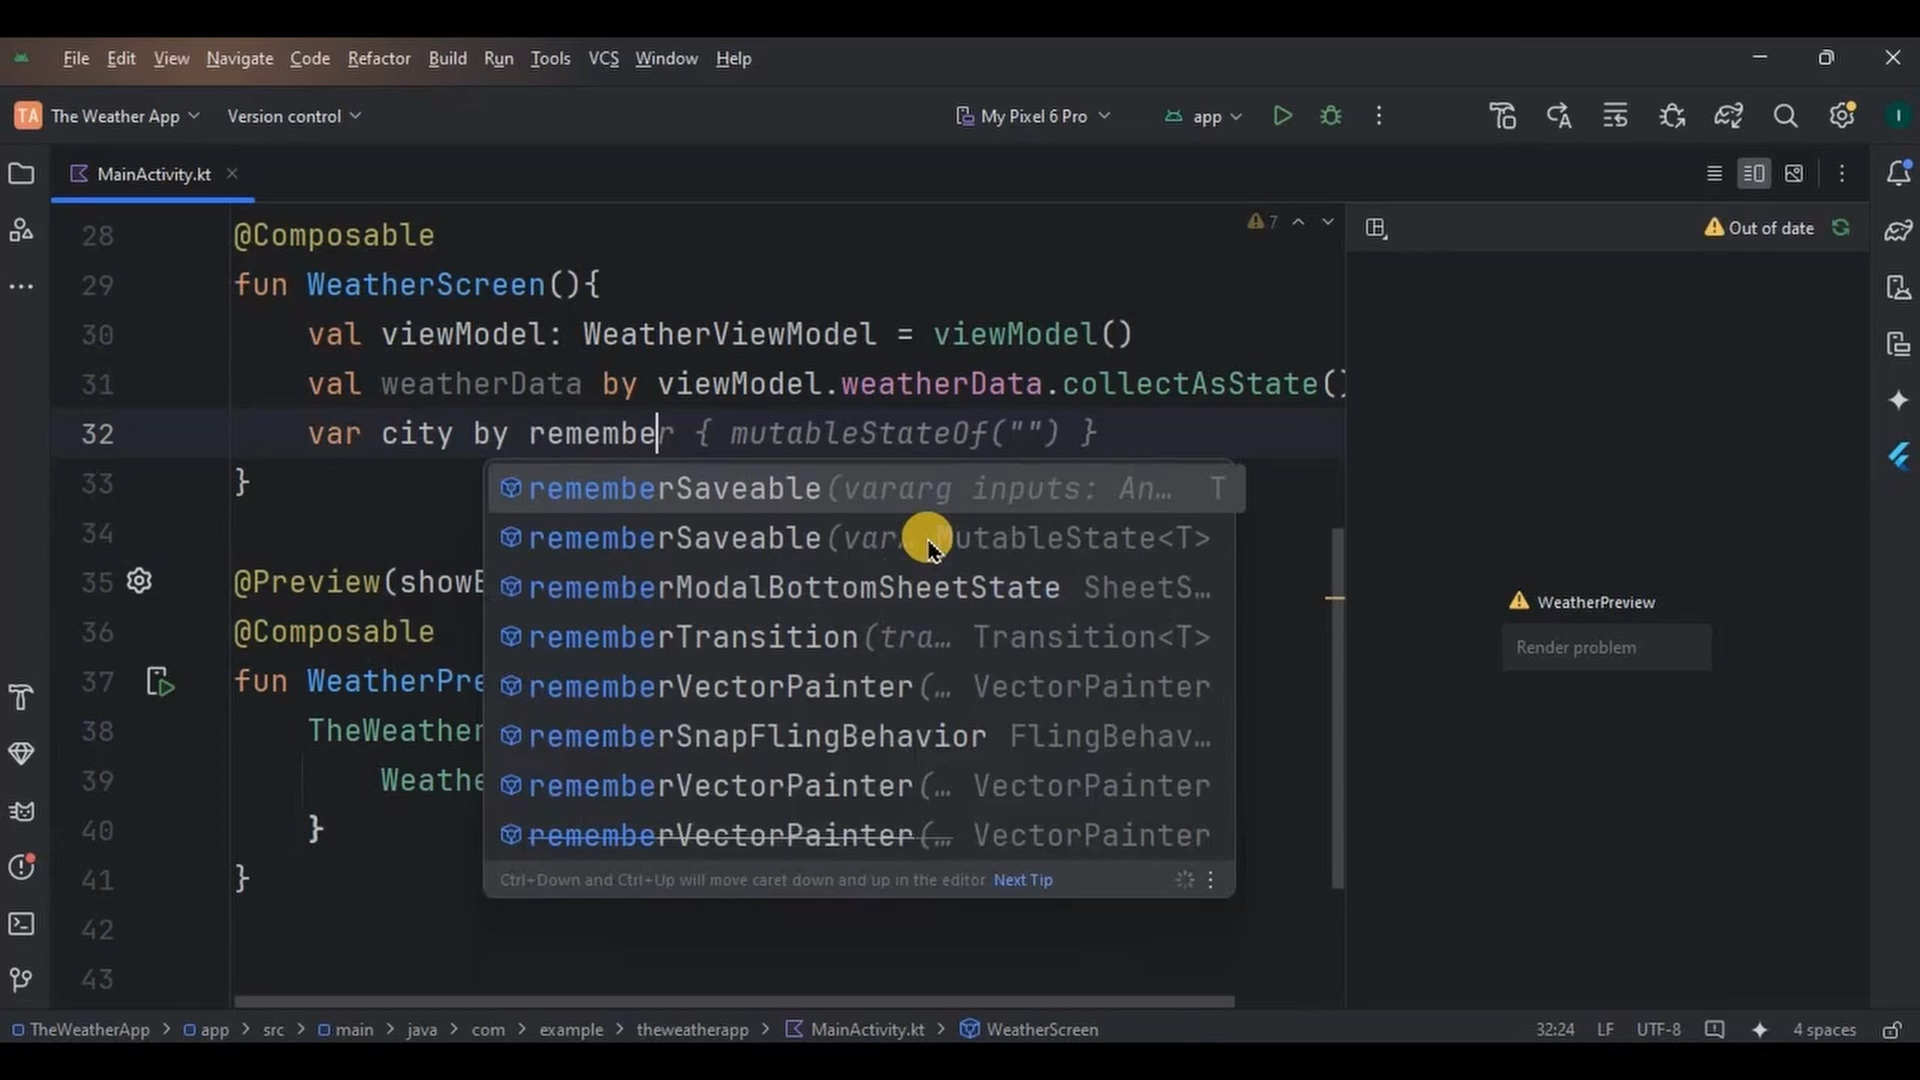 File Edit View Navigate Code Refactor Build Run Tools VCS Window Help
TA The Weather App Version control My Pixel 6 Pro app I
MainActivity.kt
28 @Composable
7
Out of date
29 fun WeatherScreen(){
30 val viewModel: WeatherViewModel = viewModel()
31 val weatherData by viewModel.weatherData.collectAsState()
32 var city by remember { mutableStateOf("") }
33 }
34
35 @Preview(showB
36 @Composable
37 fun WeatherPre
38 TheWeather
39 Weathe
40 }
41 }
42
43
rememberSaveable(vararg inputs: An… T
rememberSaveable(var… MutableState<T>
rememberModalBottomSheetState SheetS…
rememberTransition(tra… Transition<T>
rememberVectorPainter(… VectorPainter
rememberSnapFlingBehavior FlingBehav…
rememberVectorPainter(… VectorPainter
rememberVectorPainter(… VectorPainter
Ctrl+Down and Ctrl+Up will move caret down and up in the editor Next Tip
WeatherPreview
Render problem
TheWeatherApp > app > src > main > java > com > example > theweatherapp > MainActivity.kt > WeatherScreen 32:24 LF UTF-8 4 spaces